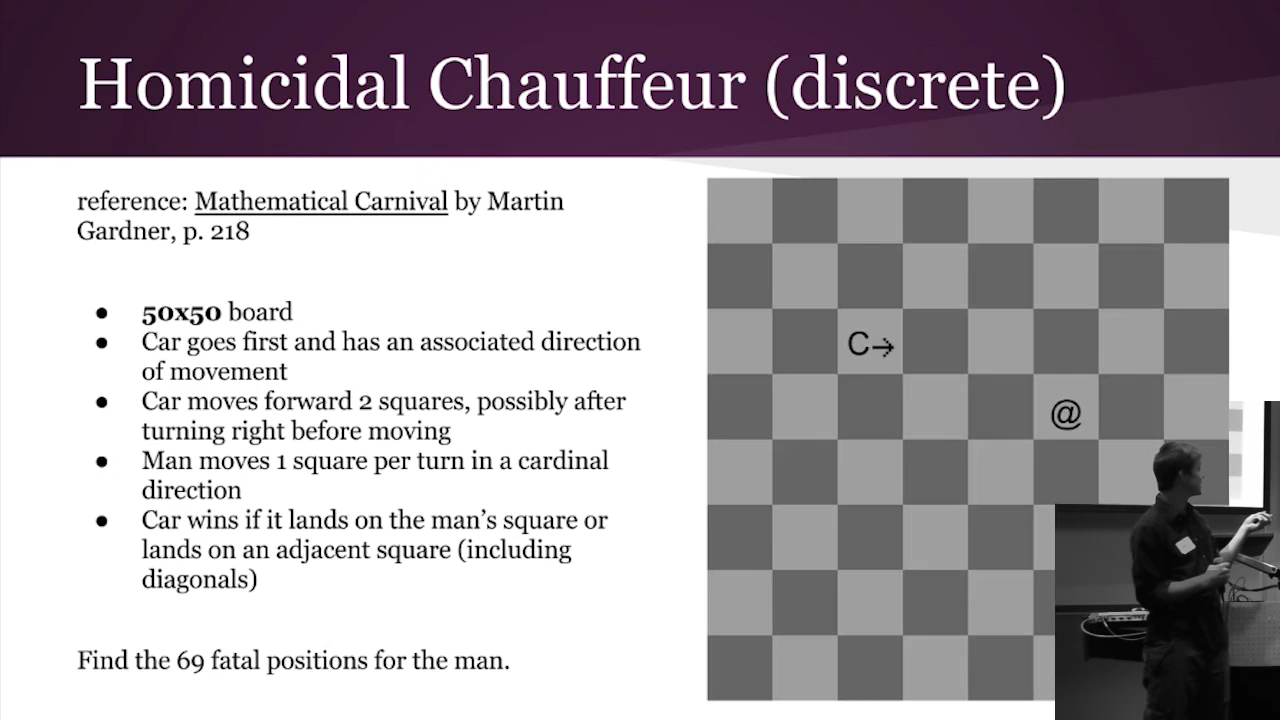 Homicidal Chauffeur (discrete)
reference: Mathematical Carnival by Martin
Gardner, p. 218
● 50x50 board
● Car goes first and has an associated direction
of movement
● Car moves forward 2 squares, possibly after
turning right before moving
● Man moves 1 square per turn in a cardinal
direction
● Car wins if it lands on the man's square or
lands on an adjacent square (including
diagonals)
Find the 69 fatal positions for the man.
C→
@